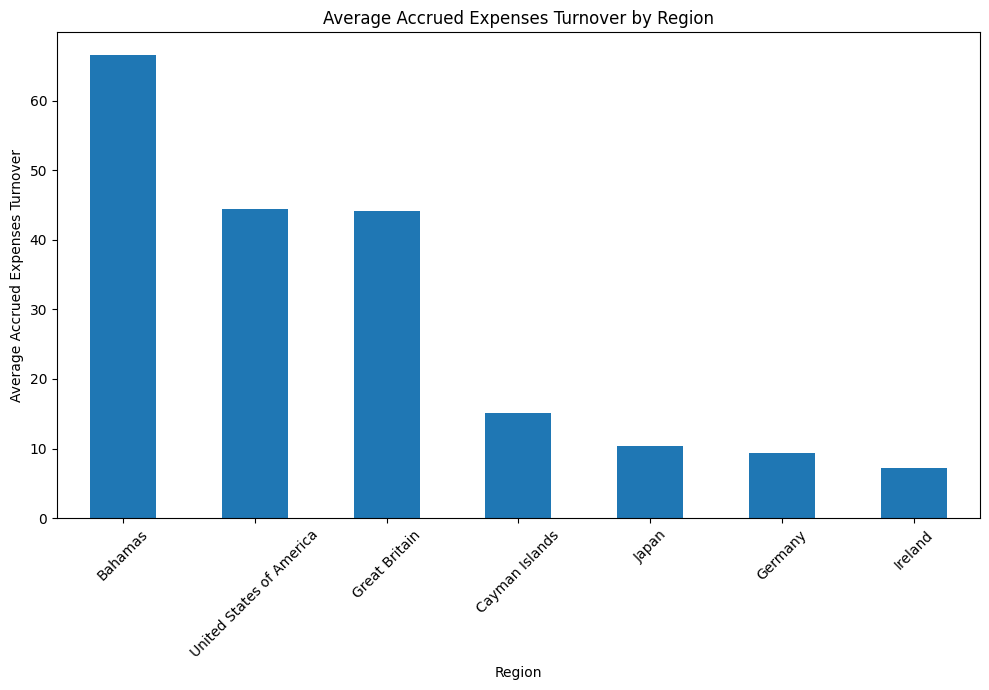 Average Accrued Expenses Turnover by Region
Average Accrued Expenses Turnover
60
50
40
30
20
10
0
Bahamas
United States of America
Great Britain
Cayman Islands
Japan
Germany
Ireland
Region